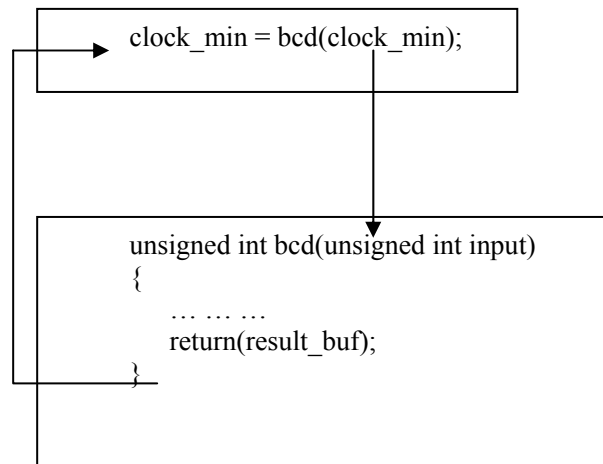 clock_min = bcd(clock_min);
unsigned int bcd(unsigned int input)
{
… … …
return(result_buf);
}